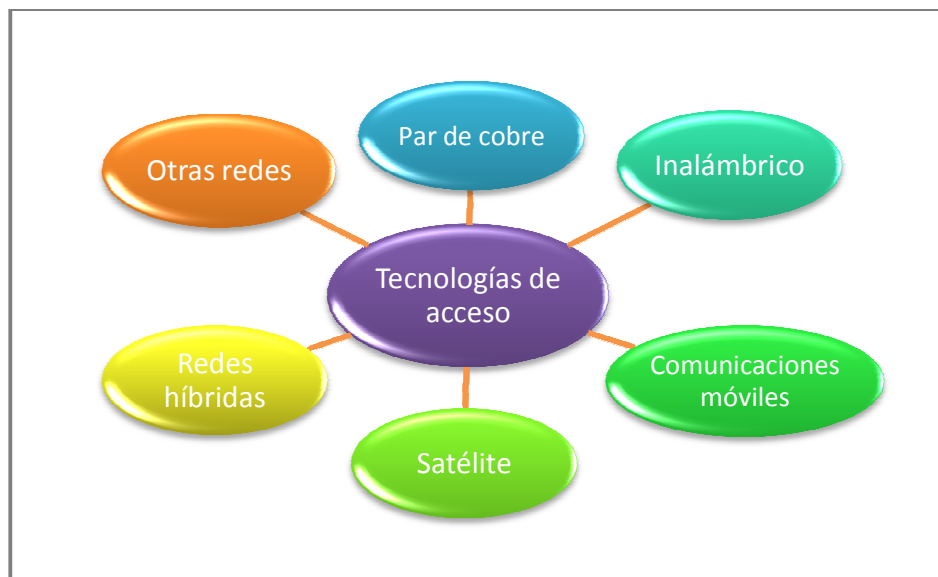 Par de cobre
Otras redes
Inalámbrico
Tecnologías de
acceso
Redes
híbridas
Comunicaciones
móviles
Satélite